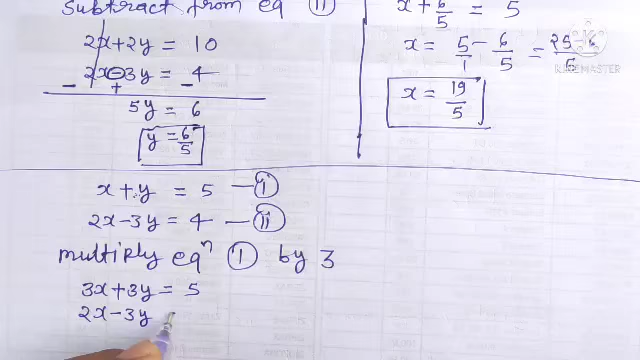 Subtract from eq (ii)
2x+2y = 10
2x-3y = 4
- + -
5y = 6
y = 6/5
x + 6/5 = 5
x = 5/1 - 6/5 = 25-6/5
x = 19/5
KINEMASTER
x+y = 5 —(i)
2x-3y = 4 —(ii)
multiply eqⁿ (i) by 3
3x+3y = 5
2x-3y